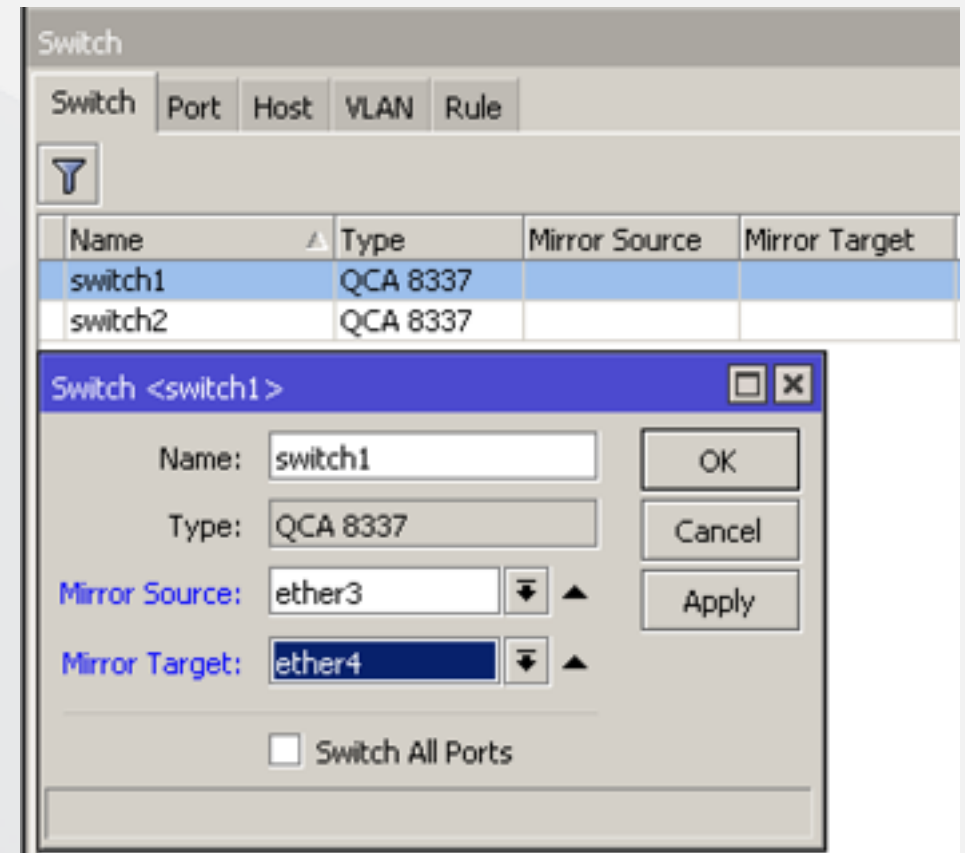 Switch
Switch Port Host VLAN Rule
Name Type Mirror Source Mirror Target
switch1 QCA 8337
switch2 QCA 8337
Switch <switch1>
Name: switch1 OK
Type: QCA 8337 Cancel
Mirror Source: ether3 Apply
Mirror Target: ether4
Switch All Ports